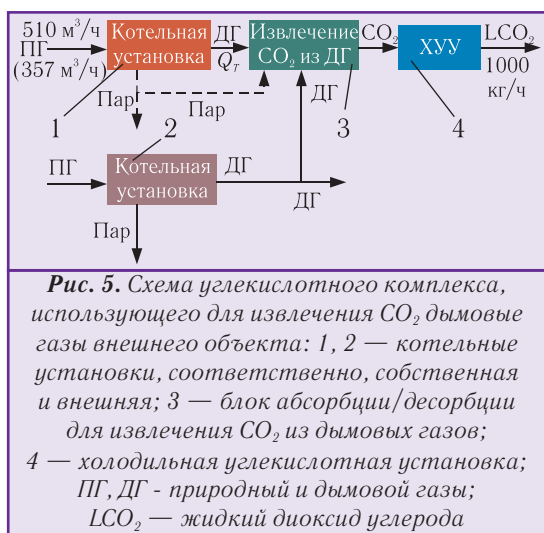 510 м³/ч
ПГ
(357 м³/ч)
Котельная
установка
ДГ
Qт
Извлечение
CO₂ из ДГ
CO₂
ХУУ
LCO₂
1000
кг/ч
Пар
Пар
ДГ
1
2
3
4
ПГ
Котельная
установка
ДГ
ДГ
Пар
Рис. 5. Схема углекислотного комплекса,
использующего для извлечения CO₂ дымовые
газы внешнего объекта: 1, 2 — котельные
установки, соответственно, собственная
и внешняя; 3 — блок абсорбции/десорбции
для извлечения CO₂ из дымовых газов;
4 — холодильная углекислотная установка;
ПГ, ДГ - природный и дымовой газы;
LCO₂ — жидкий диоксид углерода